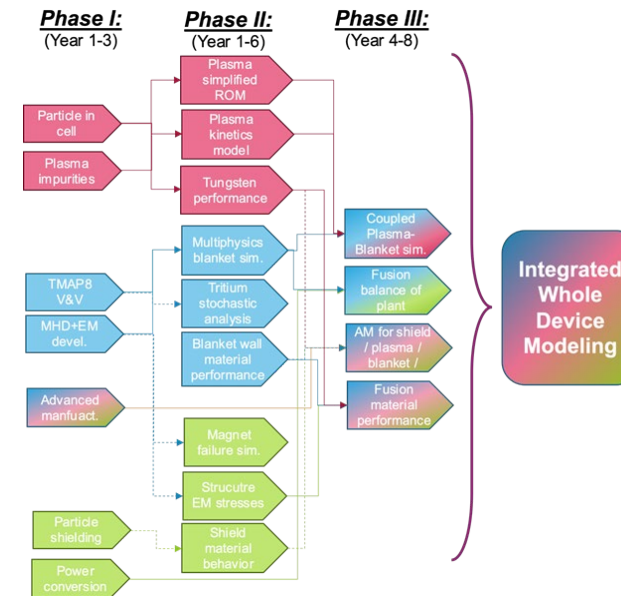 Phase I:
(Year 1-3)
Phase II:
(Year 1-6)
Phase III:
(Year 4-8)
Particle in
cell
Plasma
impurities
TMAP8
V&V
MHD+EM
devel.
Advanced
manfuact.
Particle
shielding
Power
conversion
Plasma
simplified
ROM
Plasma
kinetics
model
Tungsten
performance
Multiphysics
blanket sim.
Tritium
stochastic
analysis
Blanket wall
material
performance
Magnet
failure sim.
Strucutre
EM stresses
Shield
material
behavior
Coupled
Plasma-
Blanket sim.
Fusion
balance of
plant
AM for shield
/ plasma /
blanket /
Fusion
material
performance
Integrated
Whole
Device
Modeling